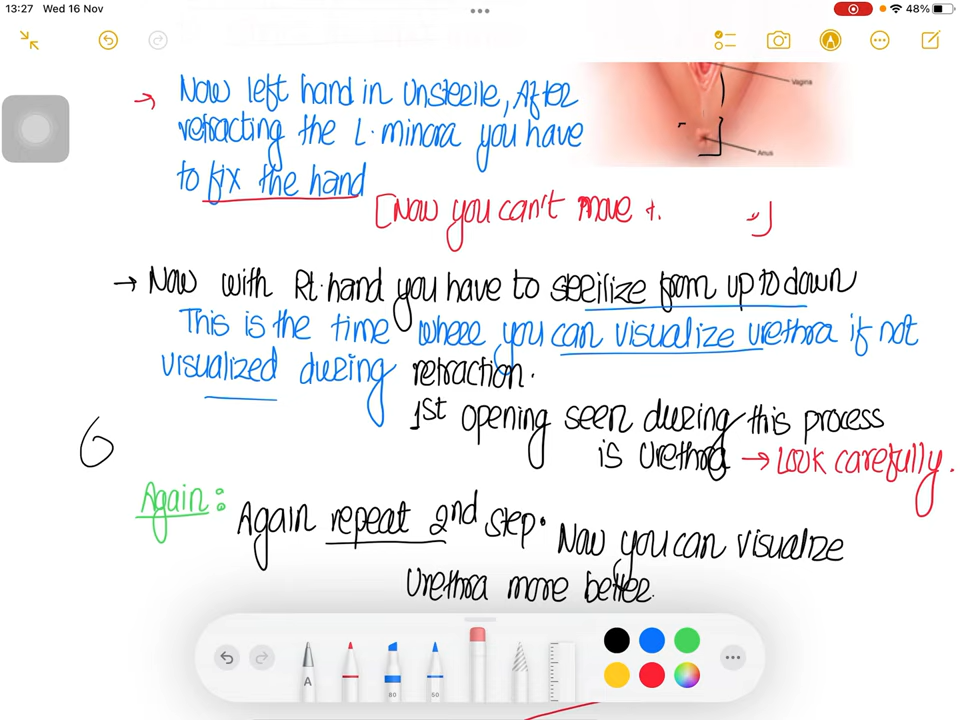 13:27 Wed 16 Nov
48%
Vagina
→ Now left hand in Unsteelle, After
retracting the L. minora you have
to fix the hand
Anus
[Now you can't move
→ Now with Rt. hand you have to sterilize from up to down
This is the time where you can visualize urethra if not
visualized during retraction.
1st opening seen during this process
is Urethra → Look carefully.
Again:
Again repeat 2nd step. Now you can visualize
Urethra more better.
A
80
50